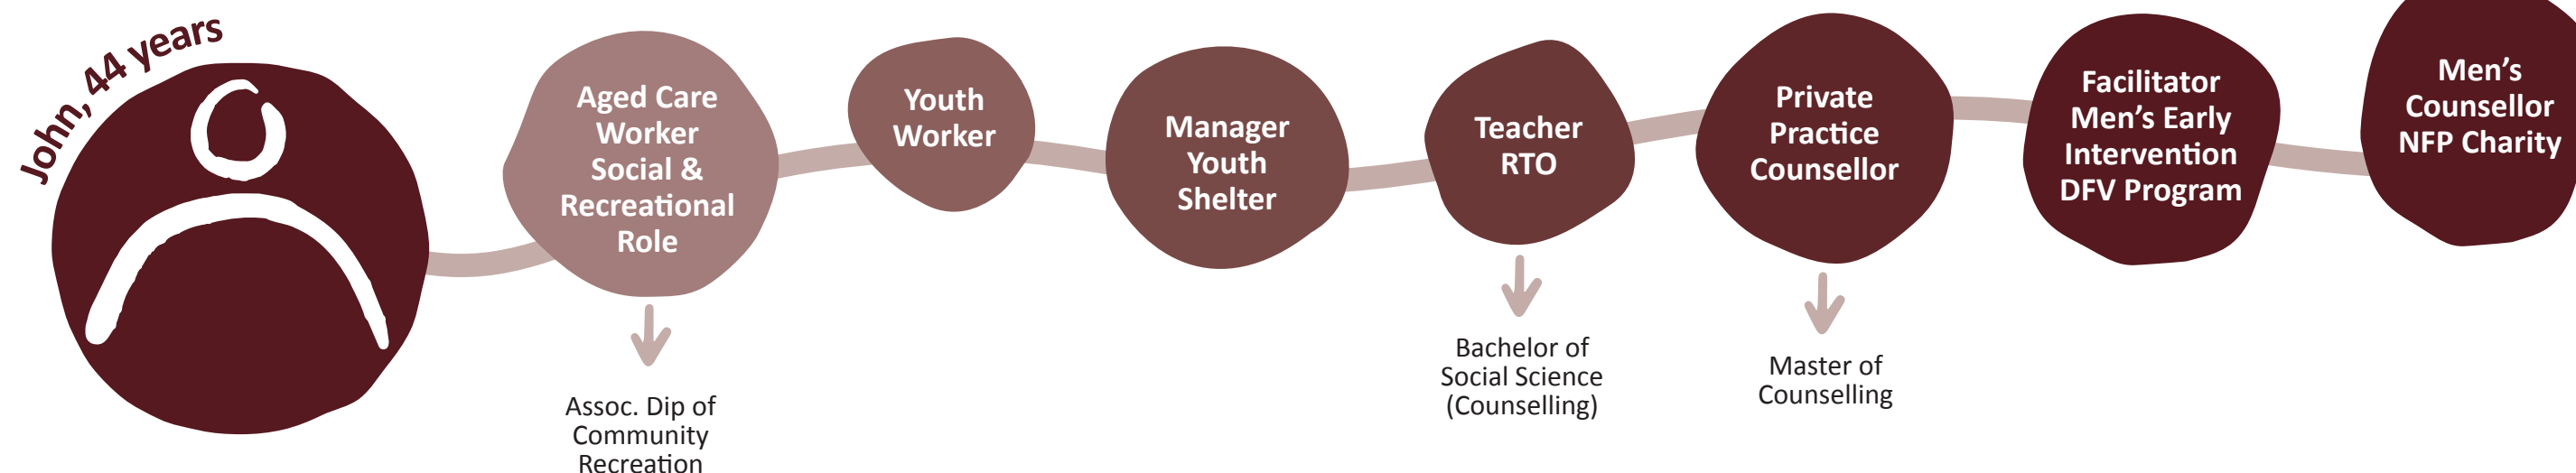 John, 44 years
Aged Care
Worker
Social &
Recreational
Role
Assoc. Dip of
Community
Recreation
Youth
Worker
Manager
Youth
Shelter
Teacher
RTO
Bachelor of
Social Science
(Counselling)
Private
Practice
Counsellor
Master of
Counselling
Facilitator
Men’s Early
Intervention
DFV Program
Men’s
Counsellor
NFP Charity